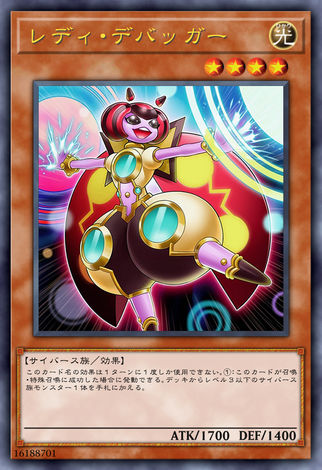 レディ・デバッガー
光
【サイバース族／効果】
このカード名の効果は１ターンに１度しか使用できない。①：このカードが召喚
・特殊召喚に成功した場合に発動できる。デッキからレベル３以下のサイバース
族モンスター１体を手札に加える。
ATK/1700 DEF/1400
16188701